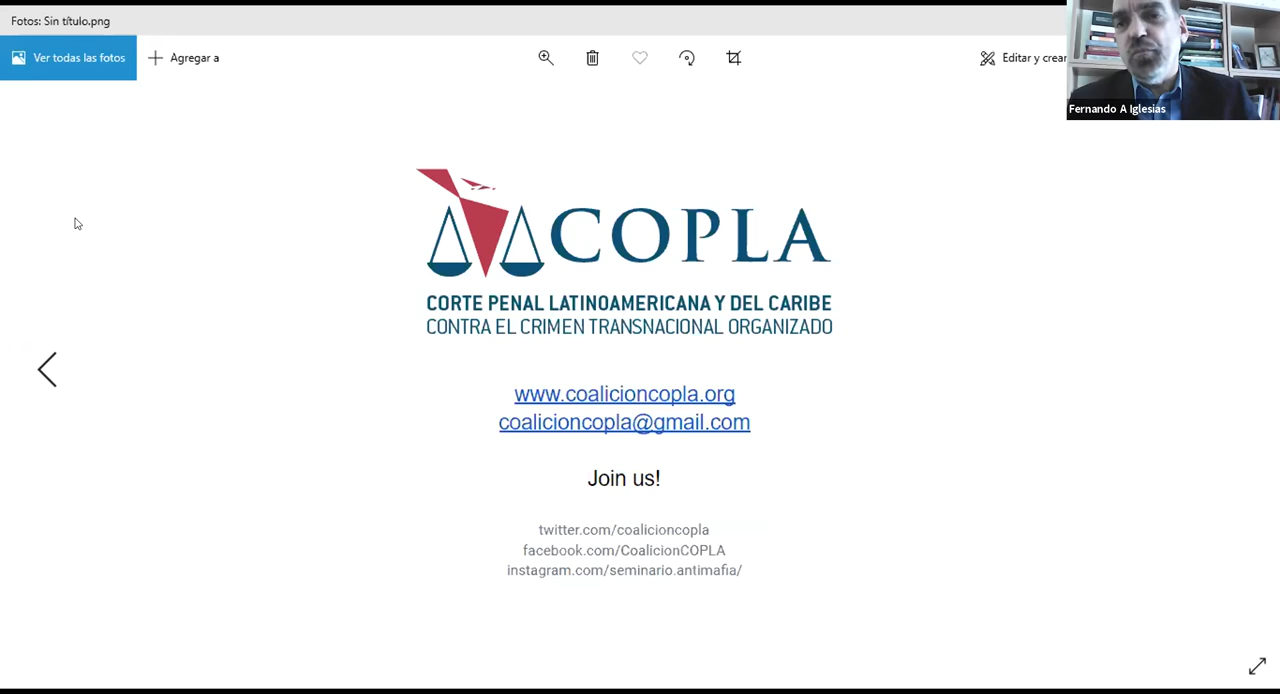 Fotos: Sin título.png
Ver todas las fotos
Agregar a
Editar y crear
Fernando A Iglesias
COPLA
CORTE PENAL LATINOAMERICANA Y DEL CARIBE
CONTRA EL CRIMEN TRANSNACIONAL ORGANIZADO
www.coalicioncopla.org
coalicioncopla@gmail.com
Join us!
twitter.com/coalicioncopla
facebook.com/CoalicionCOPLA
instagram.com/seminario.antimafia/